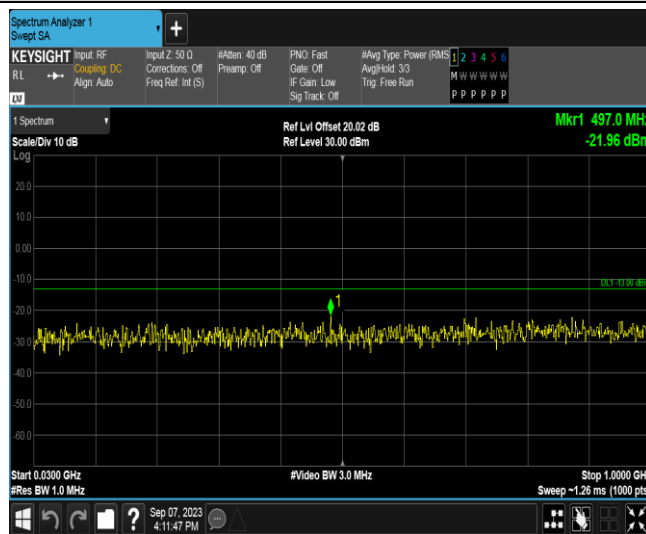 Spectrum Analyzer 1
Swept SA
+
KEYSIGHT
RL
Input: RF
Coupling: DC
Align: Auto
Input Z: 50 Ω
Corrections: Off
Freq Ref: Int (S)
#Atten: 40 dB
Preamp: Off
PNO: Fast
Gate: Off
IF Gain: Low
Sig Track: Off
#Avg Type: Power (RMS
Avg|Hold: 3/3
Trig: Free Run
1 2 3 4 5 6
M W W W W W
P P P P P P
LXI
1 Spectrum
Scale/Div 10 dB
Log
Ref Lvl Offset 20.02 dB
Ref Level 30.00 dBm
Mkr1 497.0 MHz
-21.96 dBm
20.0
10.0
0.00
-10.0
-20.0
-30.0
-40.0
-50.0
-60.0
DL1 -13.00 dBm
1
Start 0.0300 GHz
#Res BW 1.0 MHz
#Video BW 3.0 MHz
Stop 1.0000 GH
Sweep ~1.26 ms (1000 pts
?
Sep 07, 2023
4:11:47 PM